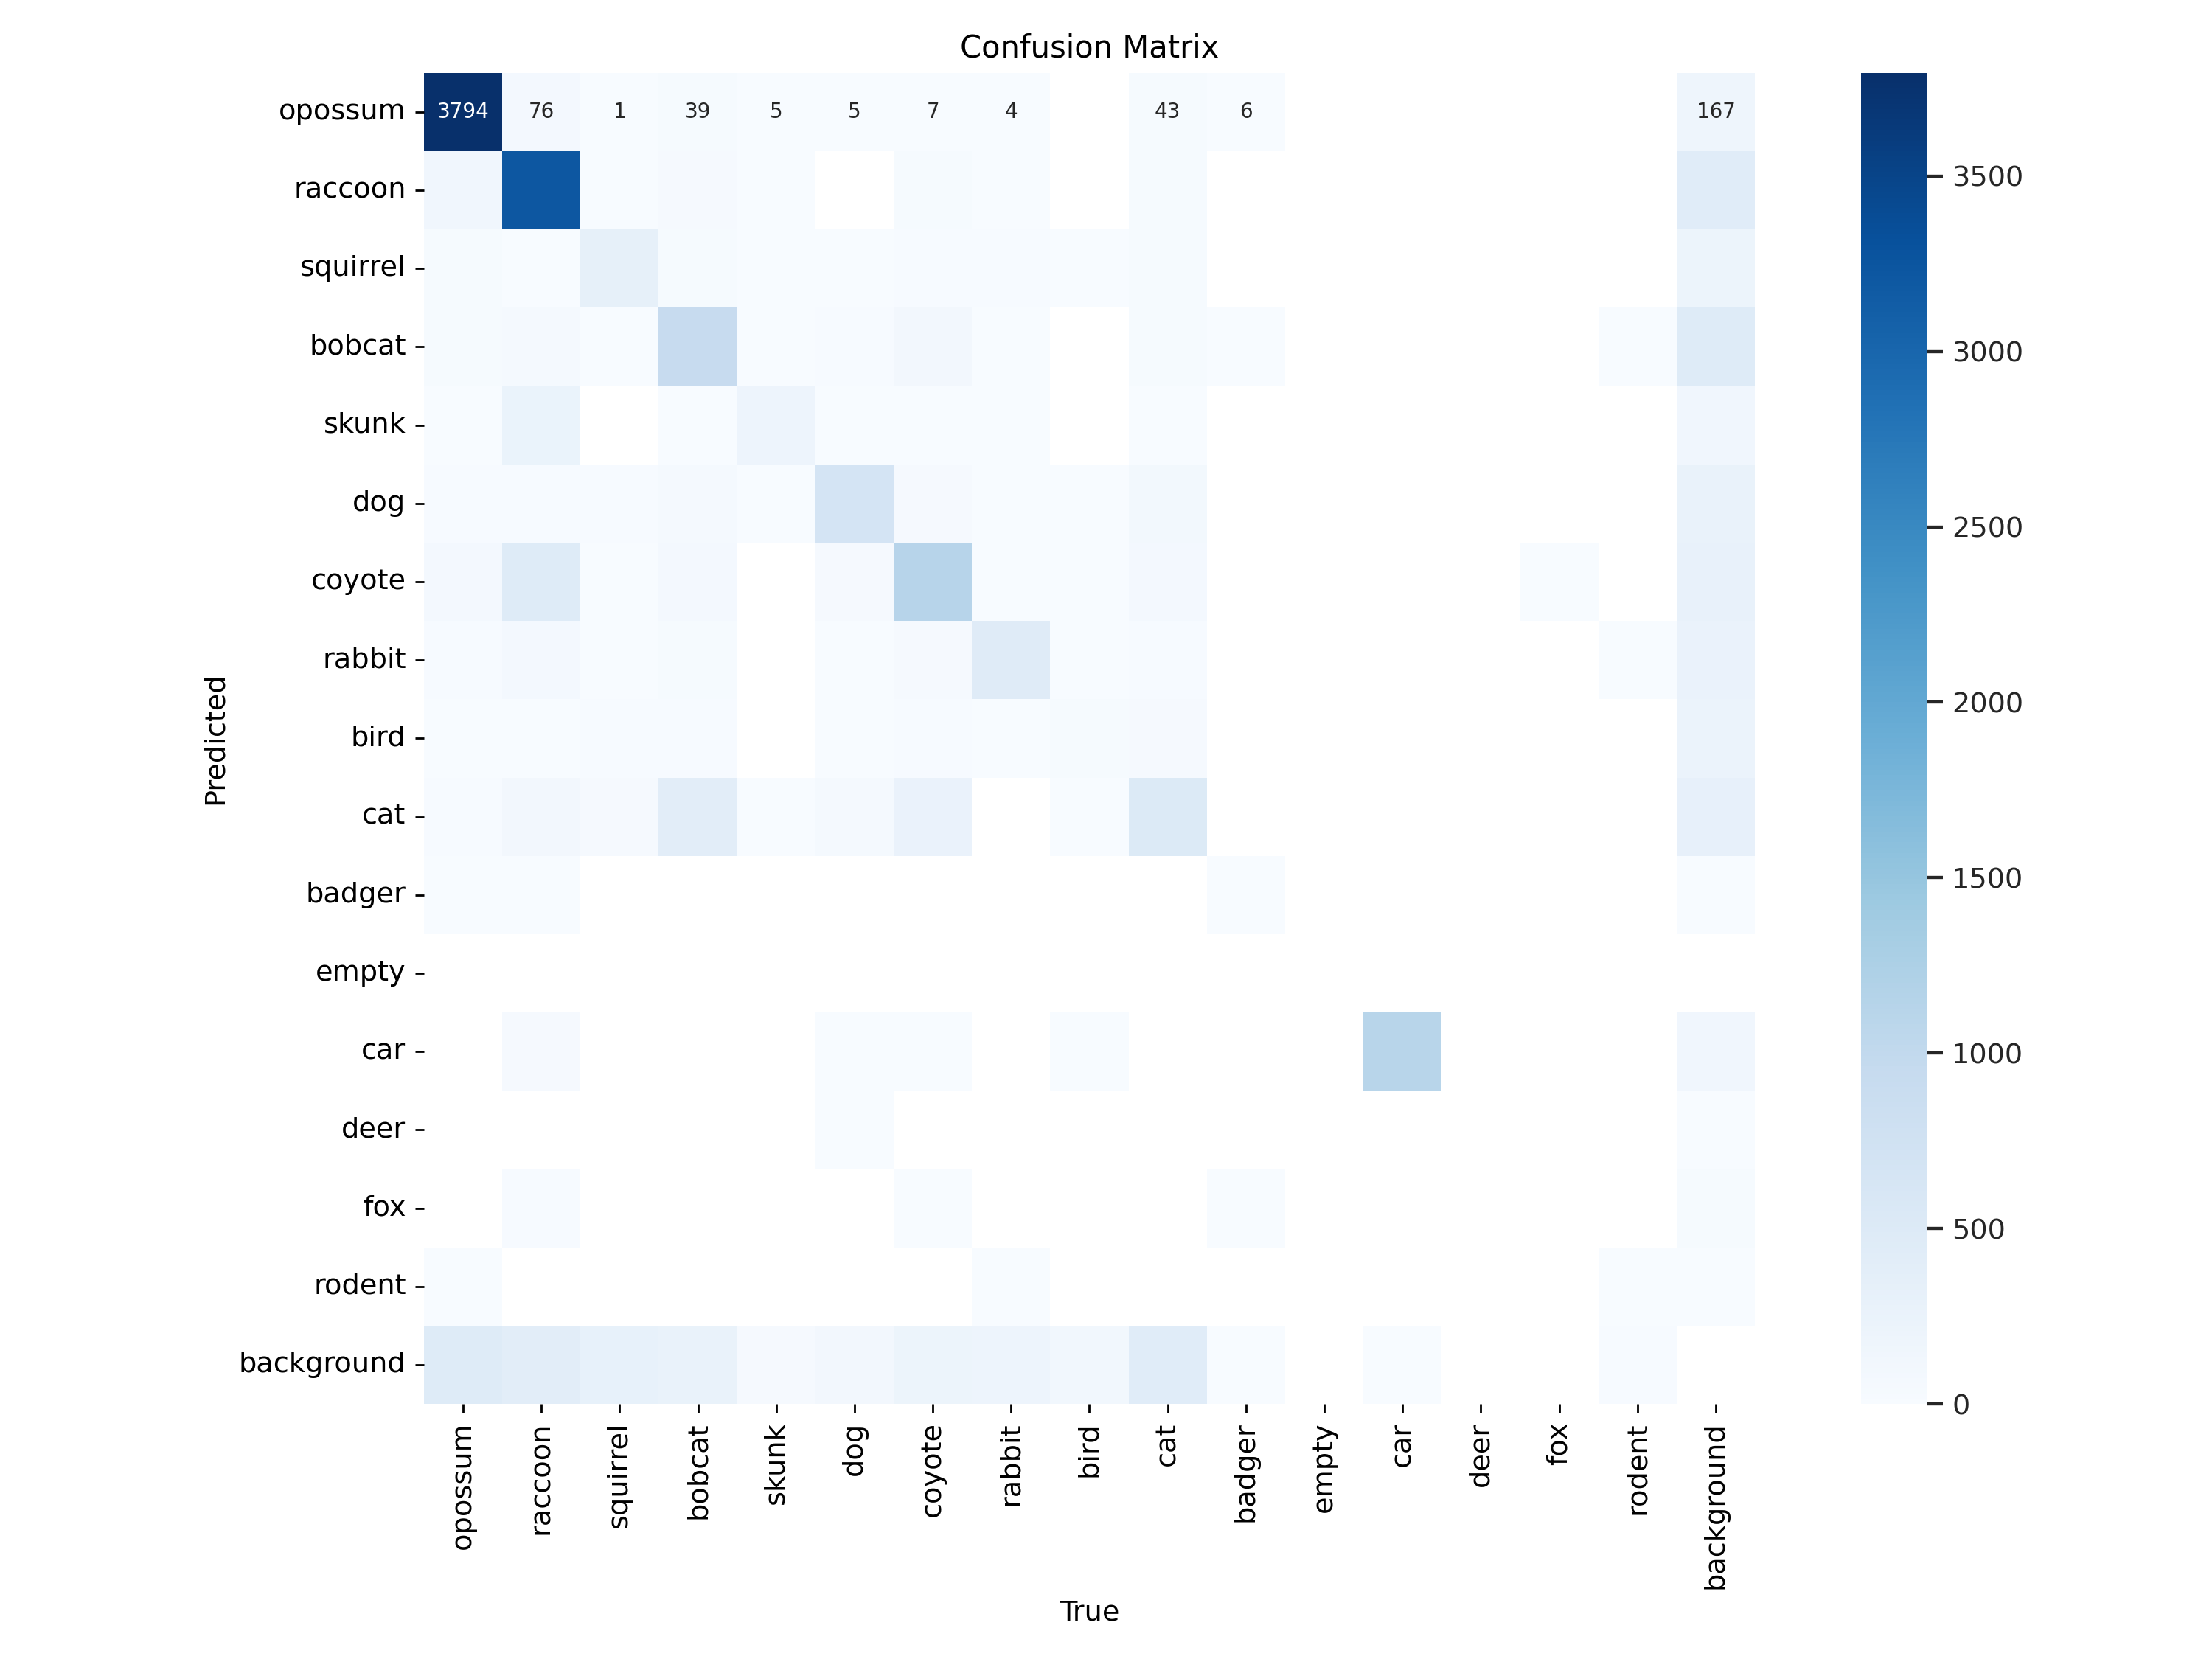 Confusion Matrix
opossum 3794 76 1 39 5 5 7 4 43 6 167
raccoon
squirrel
bobcat
skunk
dog
coyote
rabbit
bird
cat
badger
empty
car
deer
fox
rodent
background
Predicted
opossum raccoon squirrel bobcat skunk dog coyote rabbit bird cat badger empty car deer fox rodent background
True
3500
3000
2500
2000
1500
1000
500
0